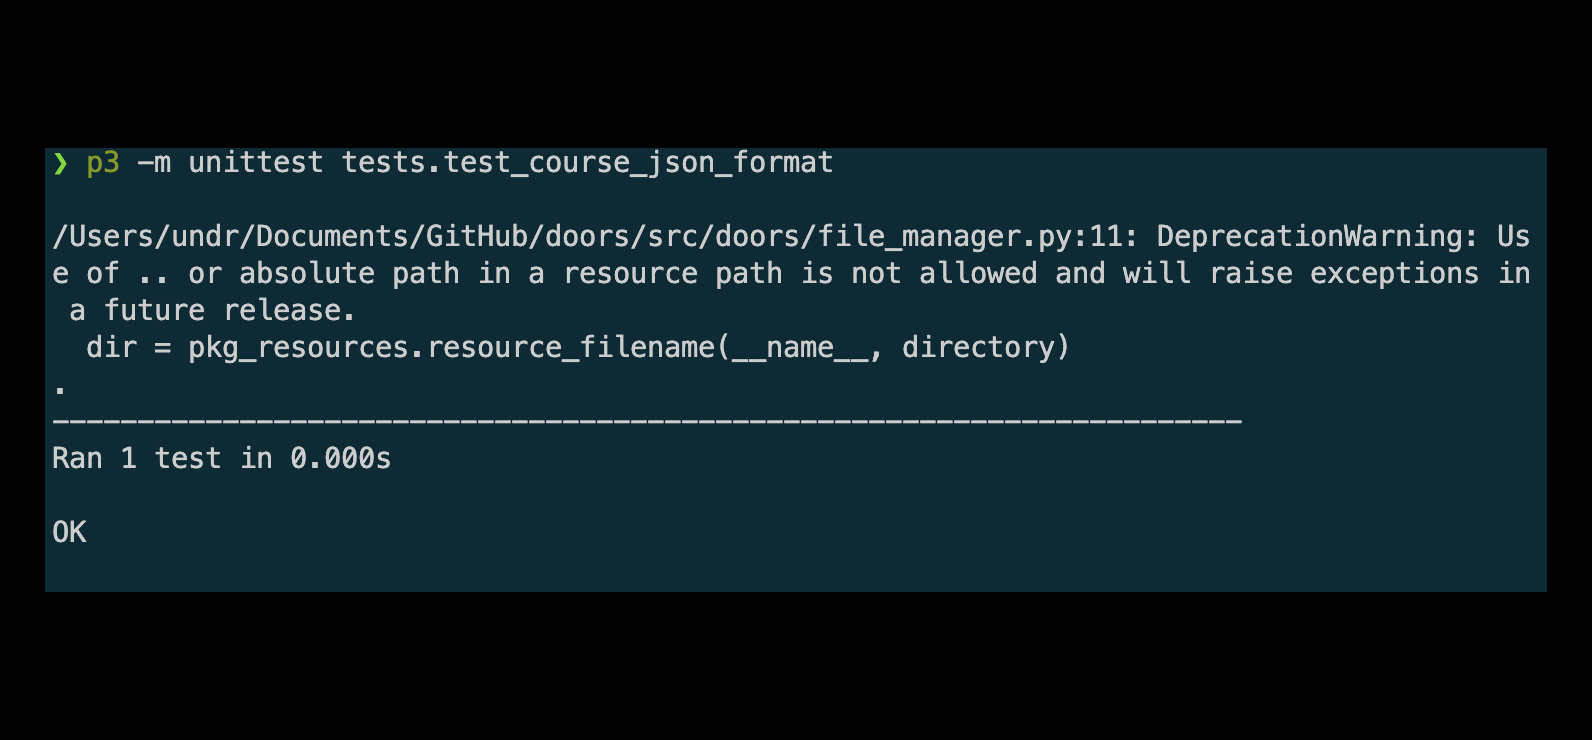 ❯ p3 -m unittest tests.test_course_json_format
/Users/undr/Documents/GitHub/doors/src/doors/file_manager.py:11: DeprecationWarning: Us
e of .. or absolute path in a resource path is not allowed and will raise exceptions in
 a future release.
  dir = pkg_resources.resource_filename(__name__, directory)
.
----------------------------------------------------------------------
Ran 1 test in 0.000s
OK